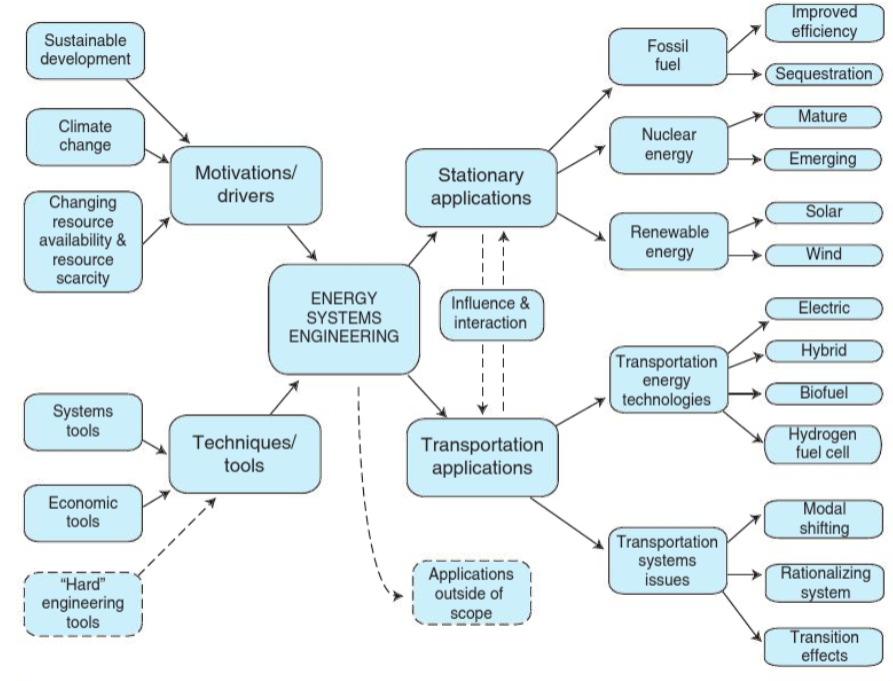 Sustainable
development
Climate
change
Changing
resource
availability &
resource
scarcity
Motivations/
drivers
ENERGY
SYSTEMS
ENGINEERING
Systems
tools
Economic
tools
“Hard”
engineering
tools
Techniques/
tools
Stationary
applications
Influence &
interaction
Transportation
applications
Applications
outside of
scope
Fossil
fuel
Improved
efficiency
Sequestration
Nuclear
energy
Mature
Emerging
Renewable
energy
Solar
Wind
Transportation
energy
technologies
Electric
Hybrid
Biofuel
Hydrogen
fuel cell
Transportation
systems
issues
Modal
shifting
Rationalizing
system
Transition
effects